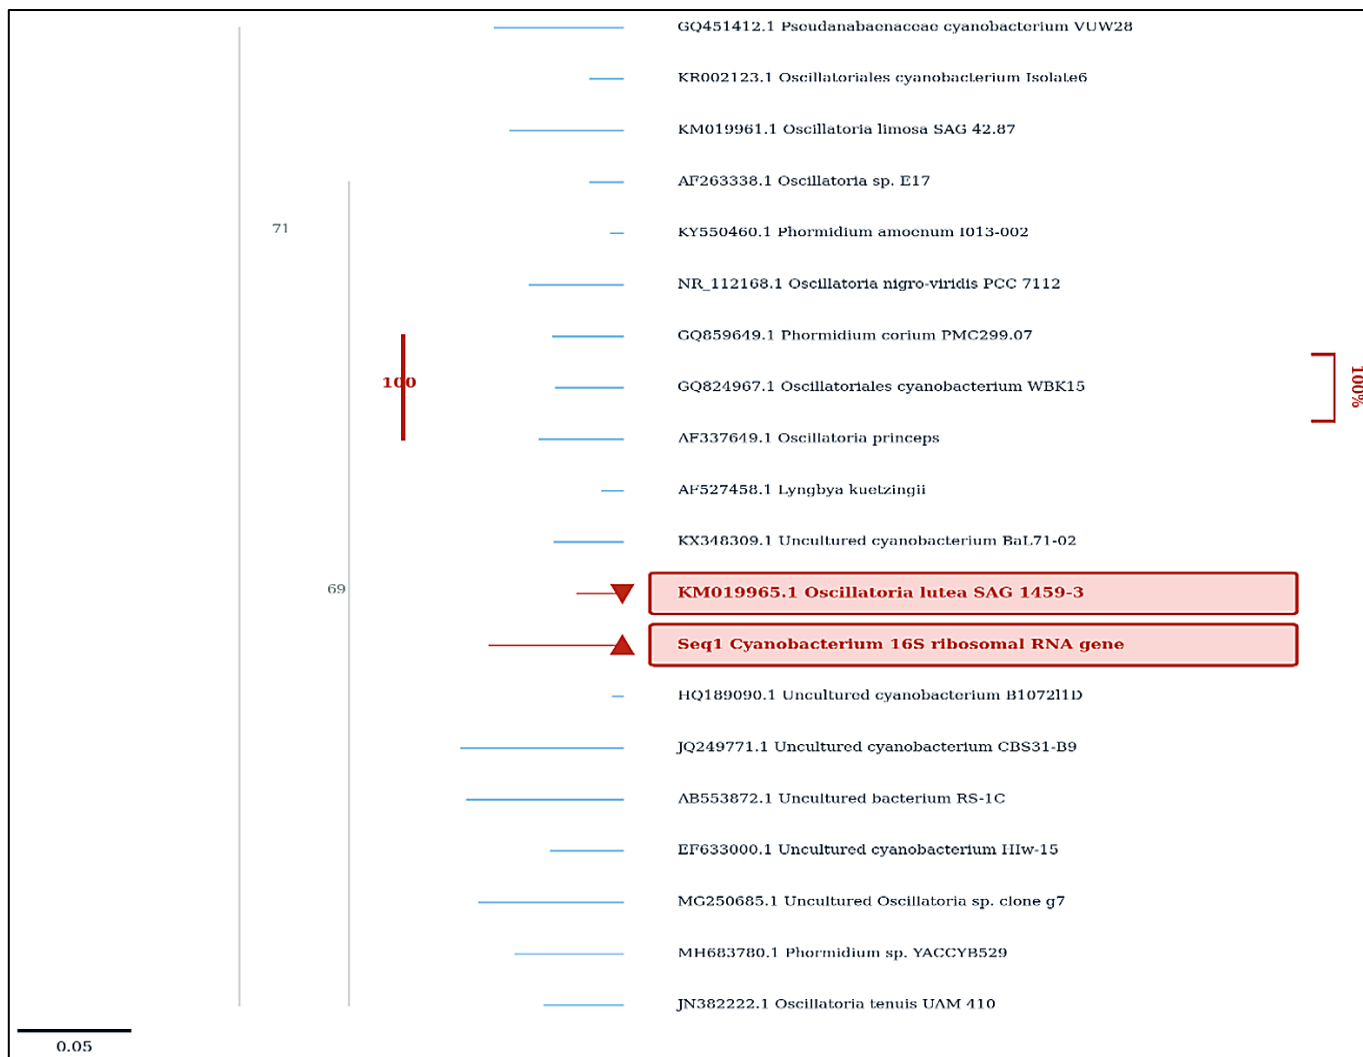 GQ451412.1 Pseudanabaenaceae cyanobacterium VUW28
KR002123.1 Oscillatoriales cyanobacterium Isolate6
KM019961.1 Oscillatoria limosa SAG 42.87
AF263338.1 Oscillatoria sp. E17
71
KY550460.1 Phormidium amoenum I013-002
NR_112168.1 Oscillatoria nigro-viridis PCC 7112
GQ859649.1 Phormidium corium PMC299.07
100
GQ824967.1 Oscillatoriales cyanobacterium WBK15
100%
AF337649.1 Oscillatoria princeps
AF527458.1 Lyngbya kuetzingii
KX348309.1 Uncultured cyanobacterium BaL71-02
69
KM019965.1 Oscillatoria lutea SAG 1459-3
Seq1 Cyanobacterium 16S ribosomal RNA gene
HQ189090.1 Uncultured cyanobacterium B1072l1D
JQ249771.1 Uncultured cyanobacterium CBS31-B9
AB553872.1 Uncultured bacterium RS-1C
EF633000.1 Uncultured cyanobacterium HIw-15
MG250685.1 Uncultured Oscillatoria sp. clone g7
MH683780.1 Phormidium sp. YACCYB529
JN382222.1 Oscillatoria tenuis UAM 410
0.05